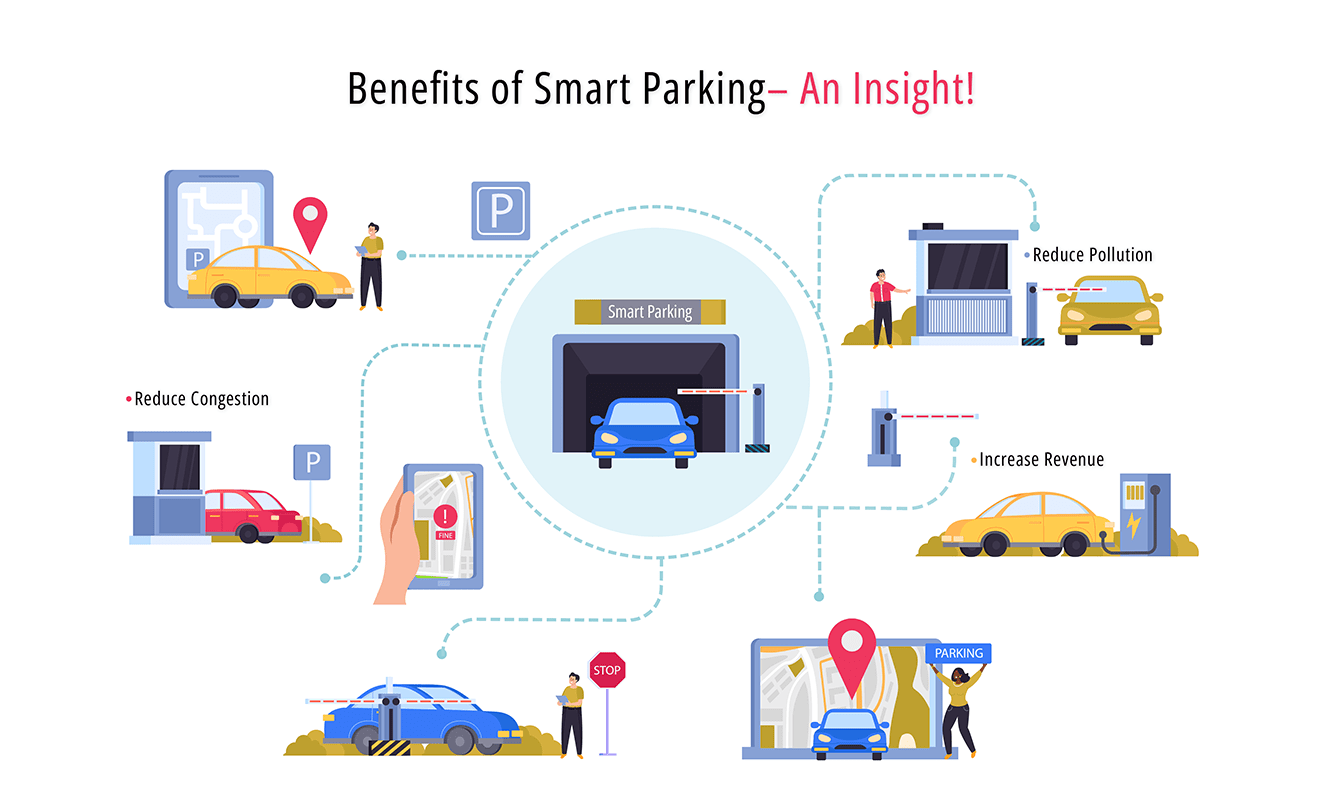 Benefits of Smart Parking– An Insight!
P
P
Smart Parking
•Reduce Pollution
•Reduce Congestion
P
!
FINE
•Increase Revenue
STOP
PARKING